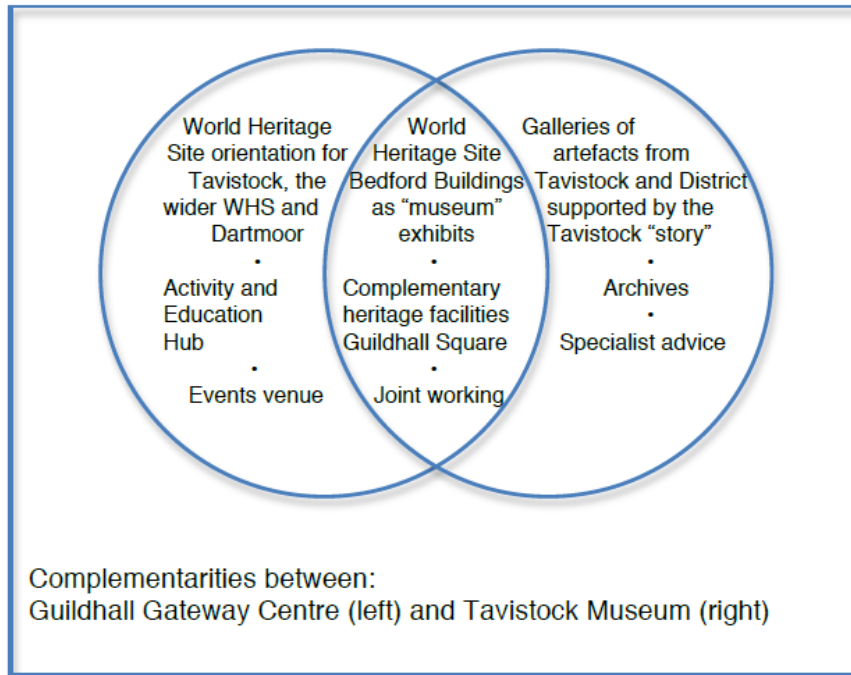 World Heritage
Site orientation for
Tavistock, the
wider WHS and
Dartmoor
•
Activity and
Education
Hub
•
Events venue
World
Heritage Site
Bedford Buildings
as “museum”
exhibits
•
Complementary
heritage facilities
Guildhall Square
•
Joint working
Galleries of
artefacts from
Tavistock and District
supported by the
Tavistock “story”
•
Archives
•
Specialist advice
Complementarities between:
Guildhall Gateway Centre (left) and Tavistock Museum (right)